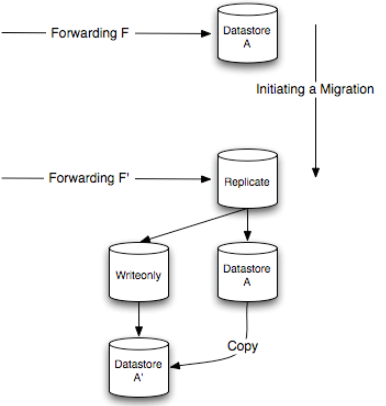 Forwarding F
Datastore
A
Initiating a Migration
Forwarding F'
Replicate
Writeonly
Datastore
A
Copy
Datastore
A'